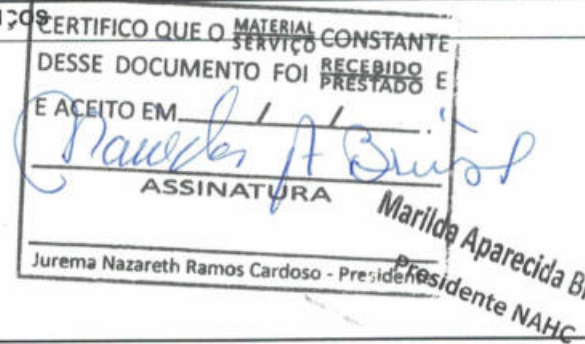 IÇOS
CERTIFICO QUE O MATERIAL SERVIÇO CONSTANTE
DESSE DOCUMENTO FOI RECEBIDO PRESTADO E
E ACEITO EM / / .
ASSINATURA
Jurema Nazareth Ramos Cardoso - Presidente
Marilda Aparecida B
Presidente NAHC